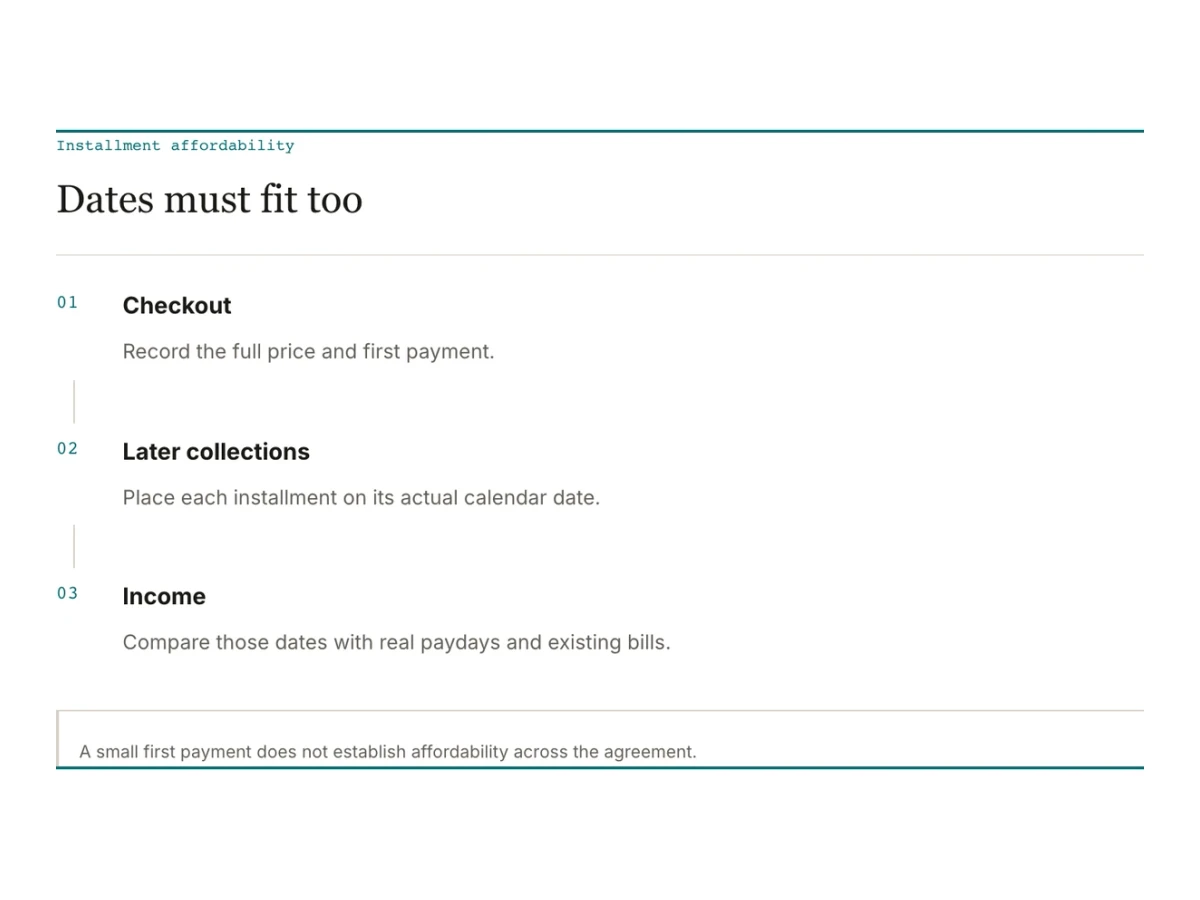 Installment affordability
Dates must fit too
01
Checkout
Record the full price and first payment.
02
Later collections
Place each installment on its actual calendar date.
03
Income
Compare those dates with real paydays and existing bills.
A small first payment does not establish affordability across the agreement.